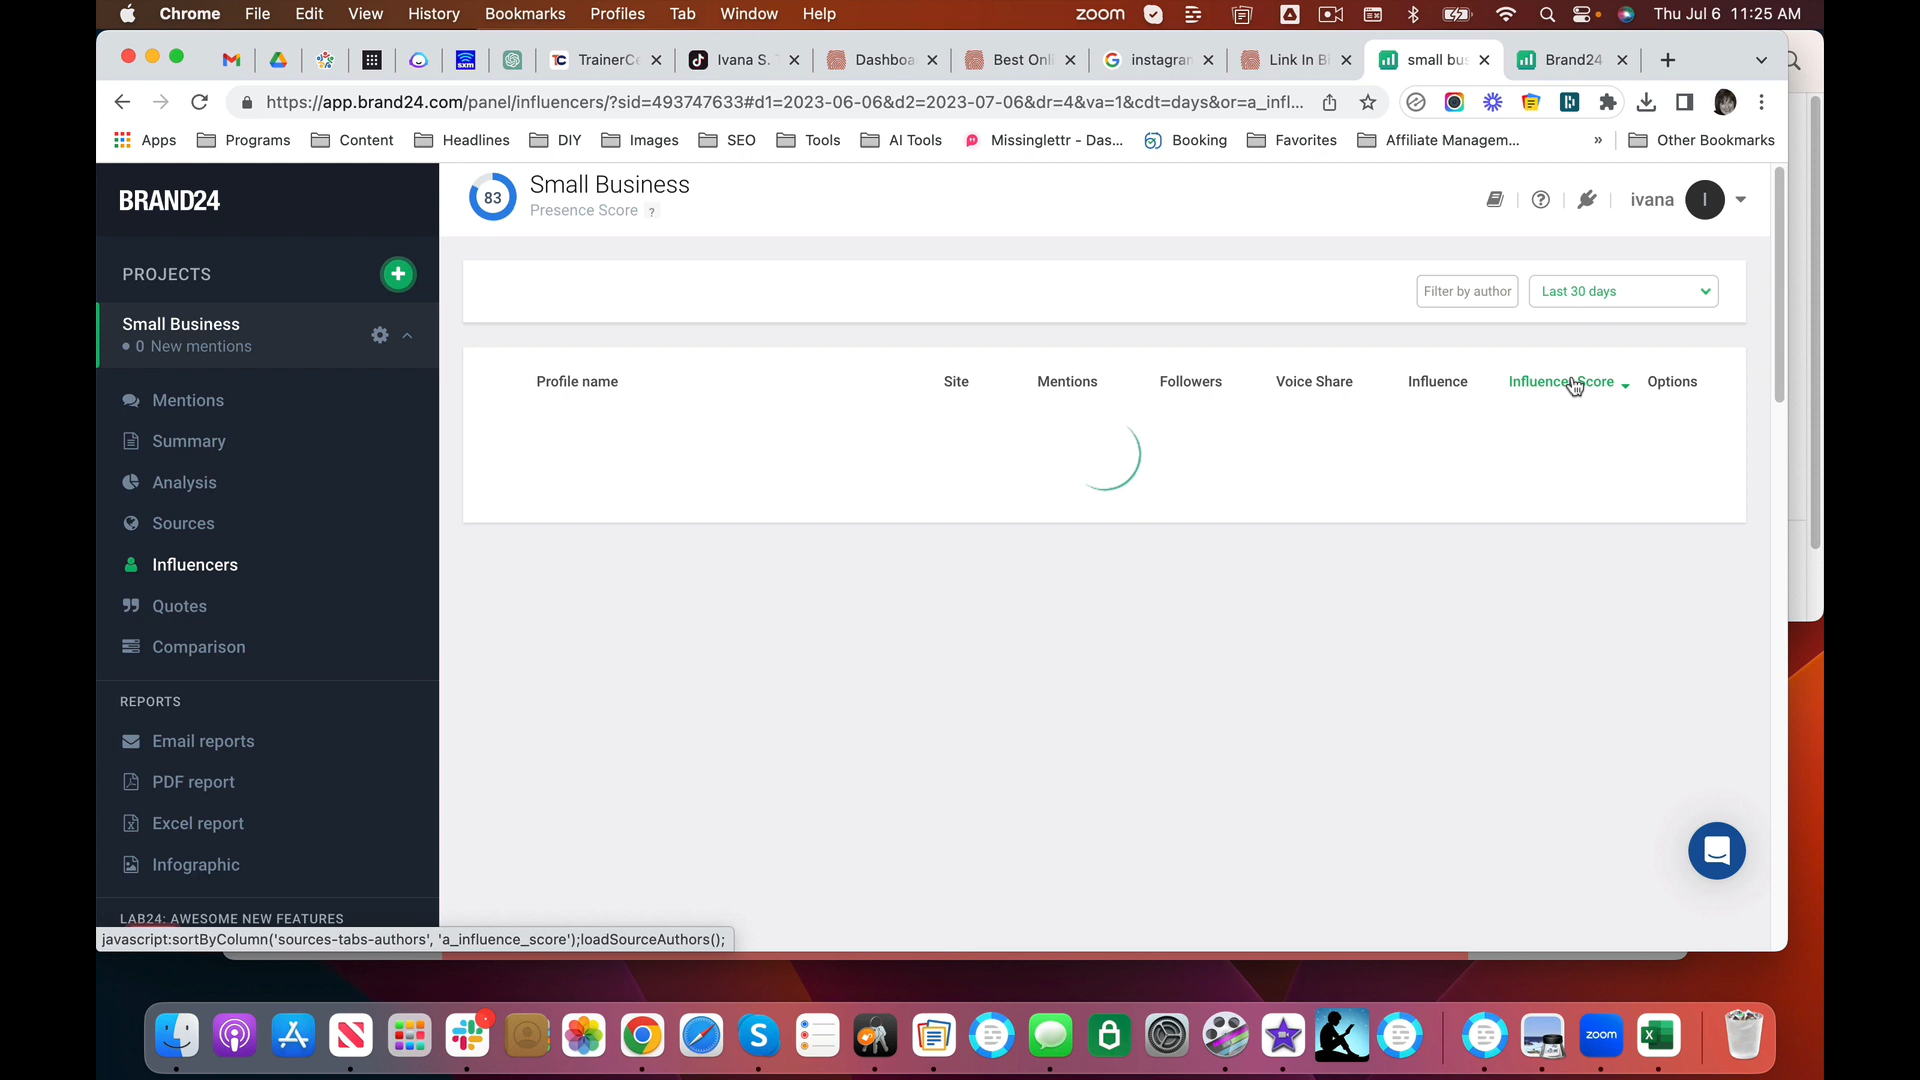 Chrome File Edit View History Bookmarks Profiles Tab Window Help zoom Thu Jul 6 11:25 AM
TrainerCe Ivana S. Dashboa Best Onl instagram Link In Bi small bus Brand24
https://app.brand24.com/panel/influencers/?sid=493747633#d1=2023-06-06&d2=2023-07-06&dr=4&va=1&cdt=days&or=a_infl...
Apps Programs Content Headlines DIY Images SEO Tools AI Tools Missinglettr - Das... Booking Favorites Affiliate Managem... » Other Bookmarks
BRAND24
83
Small Business
Presence Score ?
ivana I
PROJECTS
Filter by author Last 30 days
Small Business
0 New mentions
Profile name Site Mentions Followers Voice Share Influence Influencer Score Options
Mentions
Summary
Analysis
Sources
Influencers
Quotes
Comparison
REPORTS
Email reports
PDF report
Excel report
Infographic
LAB24: AWESOME NEW FEATURES
javascript:sortByColumn('sources-tabs-authors', 'a_influence_score');loadSourceAuthors();
zoom